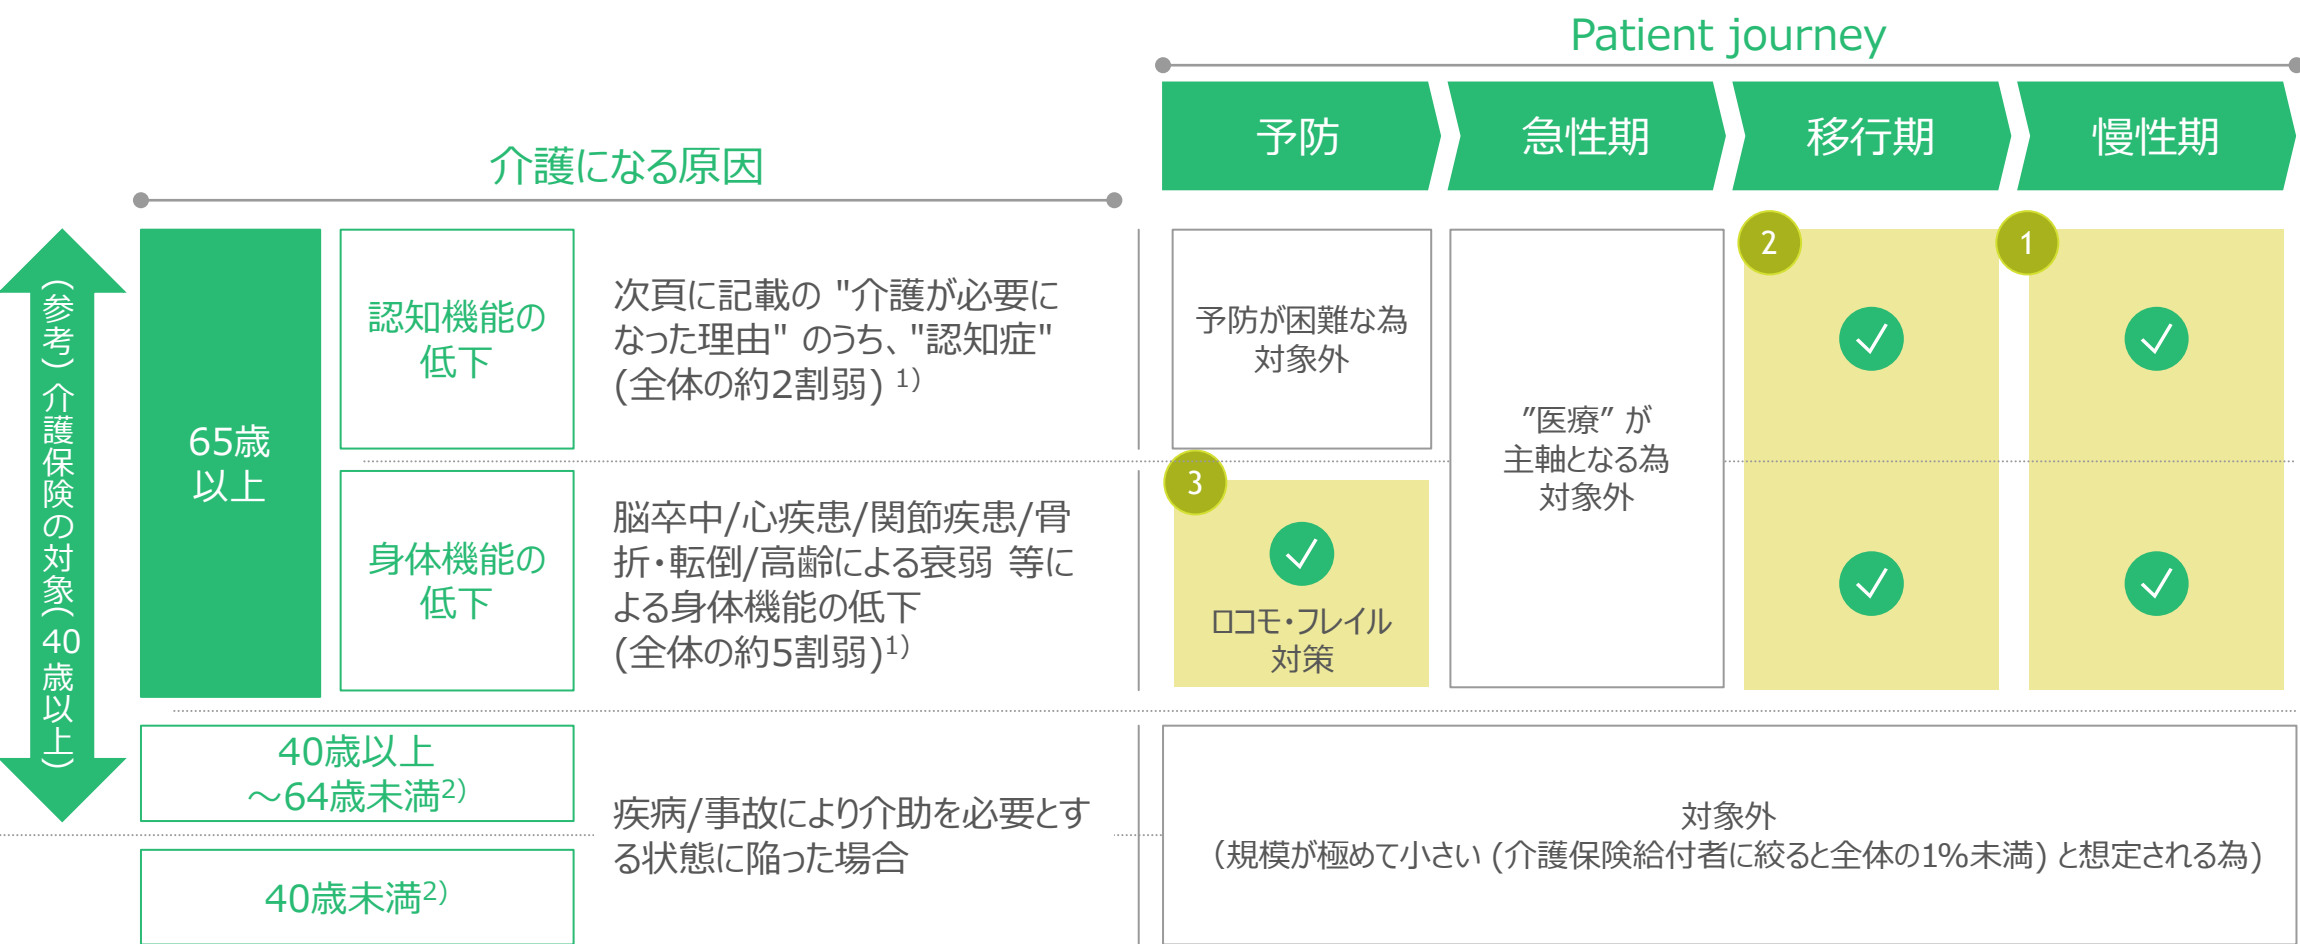 Patient journey
予防
急性期
移行期
慢性期
介護になる原因
(参考)介護保険の対象(40歳以上)
65歳
以上
認知機能の
低下
次頁に記載の "介護が必要に
なった理由" のうち、"認知症"
(全体の約2割弱) 1)
予防が困難な為
対象外
"医療" が
主軸となる為
対象外
2
1
身体機能の
低下
脳卒中/心疾患/関節疾患/骨
折・転倒/高齢による衰弱 等に
よる身体機能の低下
(全体の約5割弱)1)
3
ロコモ・フレイル
対策
40歳以上
～64歳未満2)
40歳未満2)
疾病/事故により介助を必要とす
る状態に陥った場合
対象外
(規模が極めて小さい (介護保険給付者に絞ると全体の1%未満) と想定される為)